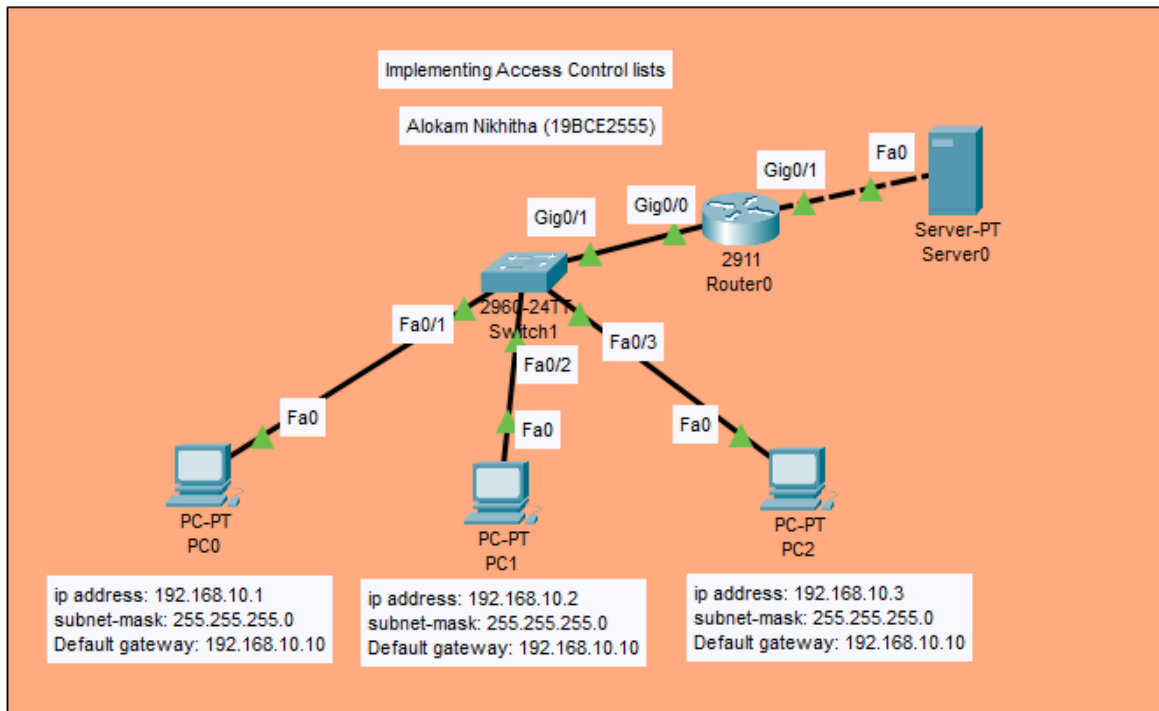 Implementing Access Control lists
Alokam Nikhitha (19BCE2555)
Fa0
Gig0/1
Gig0/0
Gig0/1
Server-PT
Server0
2911
Router0
2960-24TT
Switch1
Fa0/1
Fa0/2
Fa0/3
Fa0
Fa0
Fa0
PC-PT
PC0
PC-PT
PC1
PC-PT
PC2
ip address: 192.168.10.1
subnet-mask: 255.255.255.0
Default gateway: 192.168.10.10
ip address: 192.168.10.2
subnet-mask: 255.255.255.0
Default gateway: 192.168.10.10
ip address: 192.168.10.3
subnet-mask: 255.255.255.0
Default gateway: 192.168.10.10